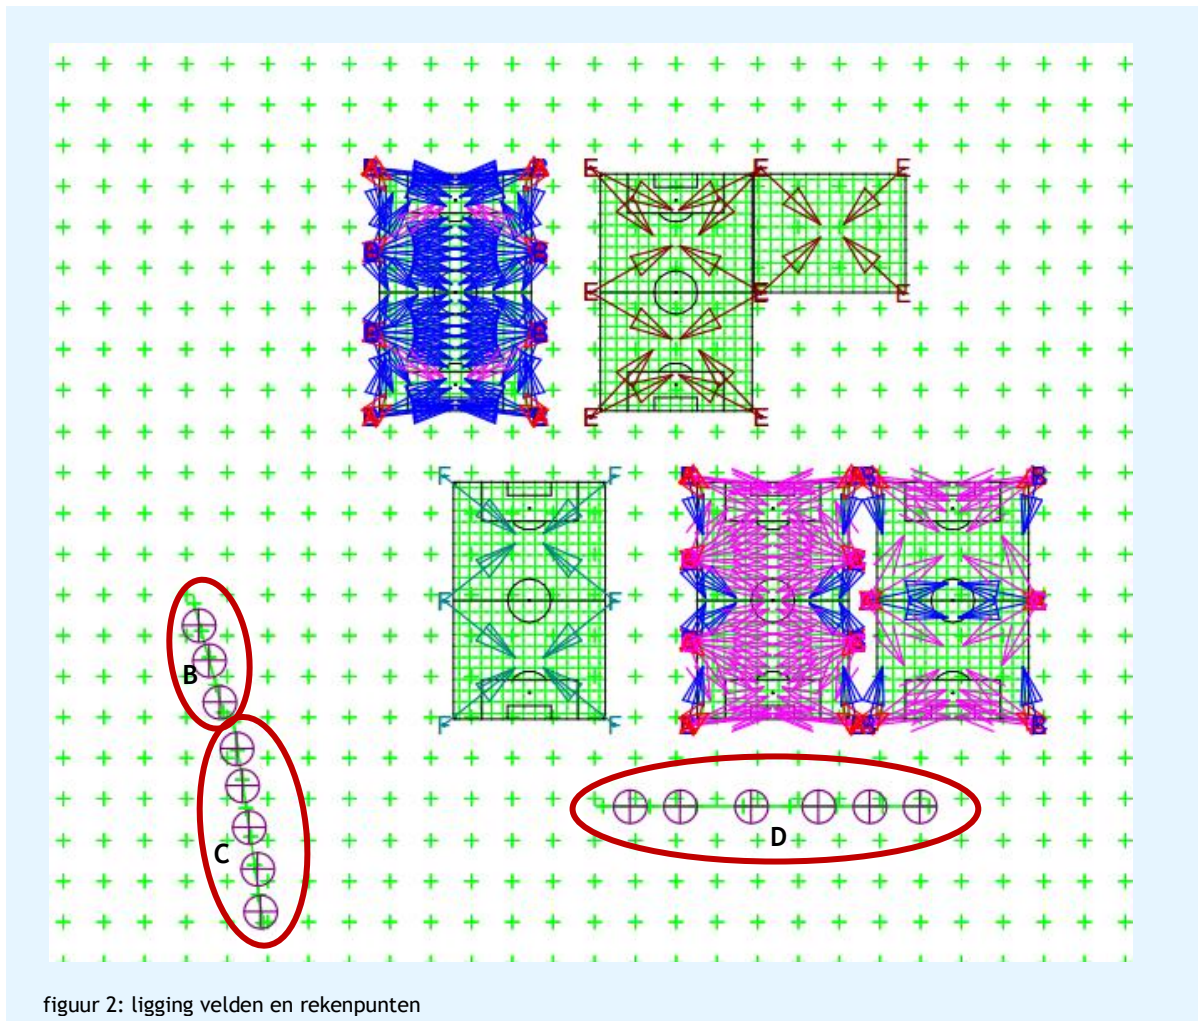 E E E
B B
E E E
B B
E E
F F B
B
C
F F
F F B
D
figuur 2: ligging velden en rekenpunten